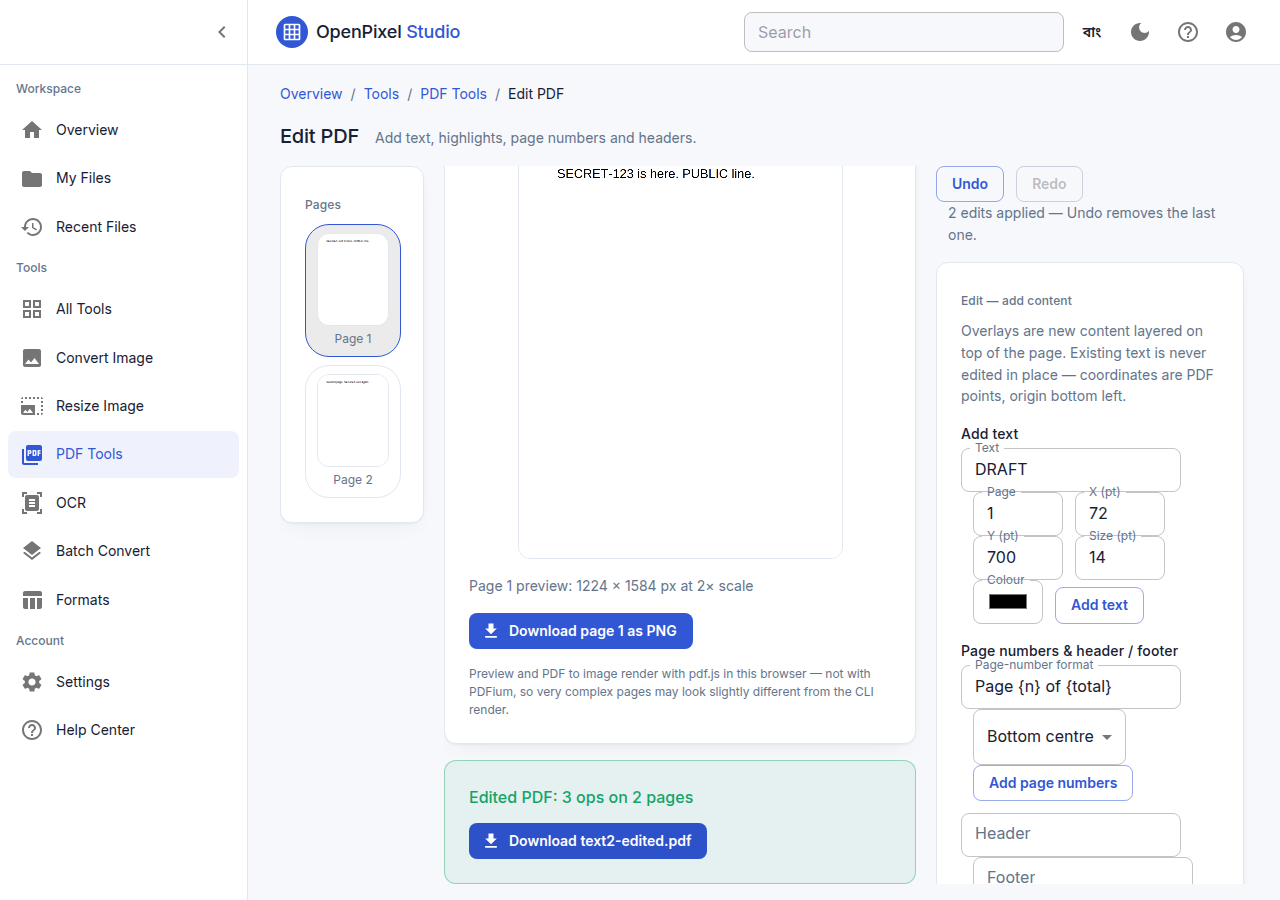 OpenPixel Studio
Search
বাং
Workspace
Overview
My Files
Recent Files
Tools
All Tools
Convert Image
Resize Image
PDF Tools
OCR
Batch Convert
Formats
Account
Settings
Help Center
Overview / Tools / PDF Tools / Edit PDF
Edit PDF Add text, highlights, page numbers and headers.
Pages
Page 1
Page 2
SECRET-123 is here. PUBLIC line.
Page 1 preview: 1224 × 1584 px at 2× scale
Download page 1 as PNG
Preview and PDF to image render with pdf.js in this browser — not with
PDFium, so very complex pages may look slightly different from the CLI
render.
Edited PDF: 3 ops on 2 pages
Download text2-edited.pdf
Undo Redo
2 edits applied — Undo removes the last
one.
Edit — add content
Overlays are new content layered on
top of the page. Existing text is never
edited in place — coordinates are PDF
points, origin bottom left.
Add text
Text
DRAFT
Page X (pt)
1 72
Y (pt) Size (pt)
700 14
Colour
Add text
Page numbers & header / footer
Page-number format
Page {n} of {total}
Bottom centre
Add page numbers
Header
Footer